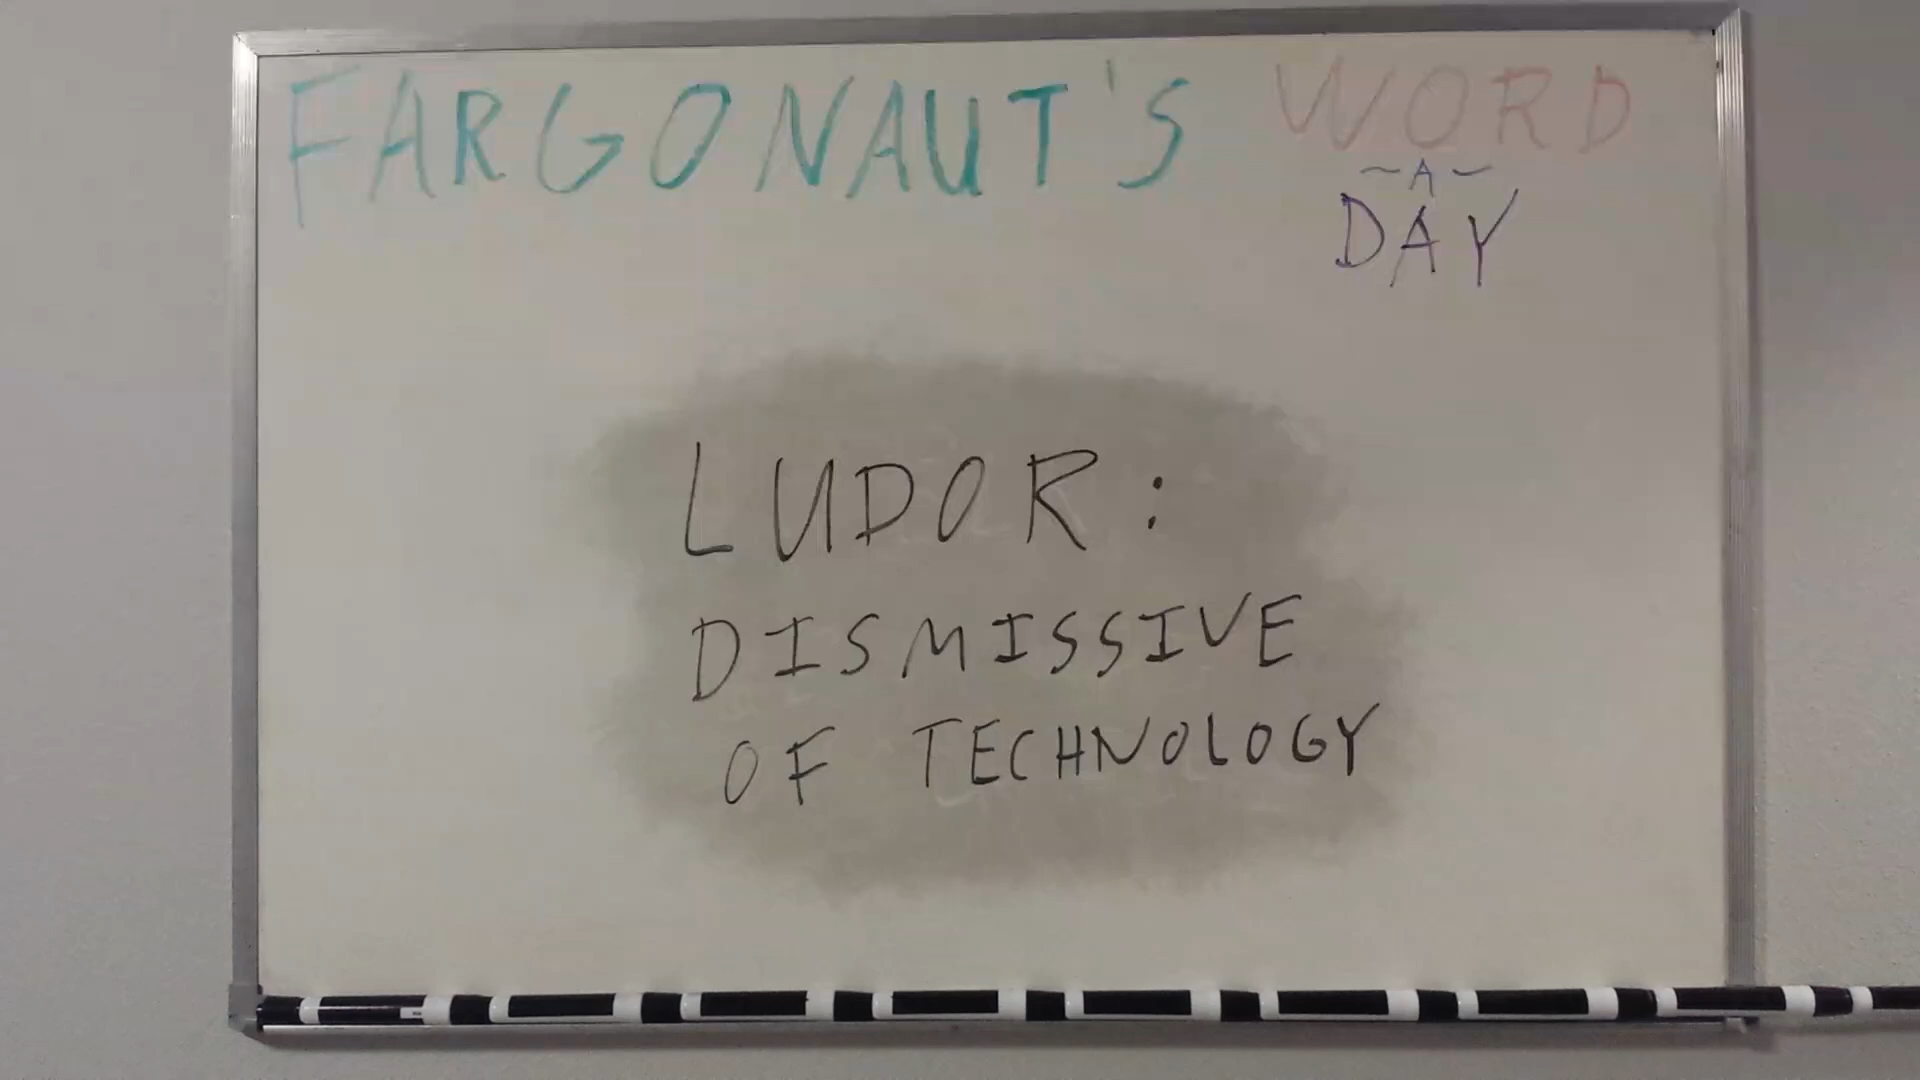 FARGONAUT'S WORD
~A~
DAY
LUDOR:
DISMISSIVE
OF TECHNOLOGY